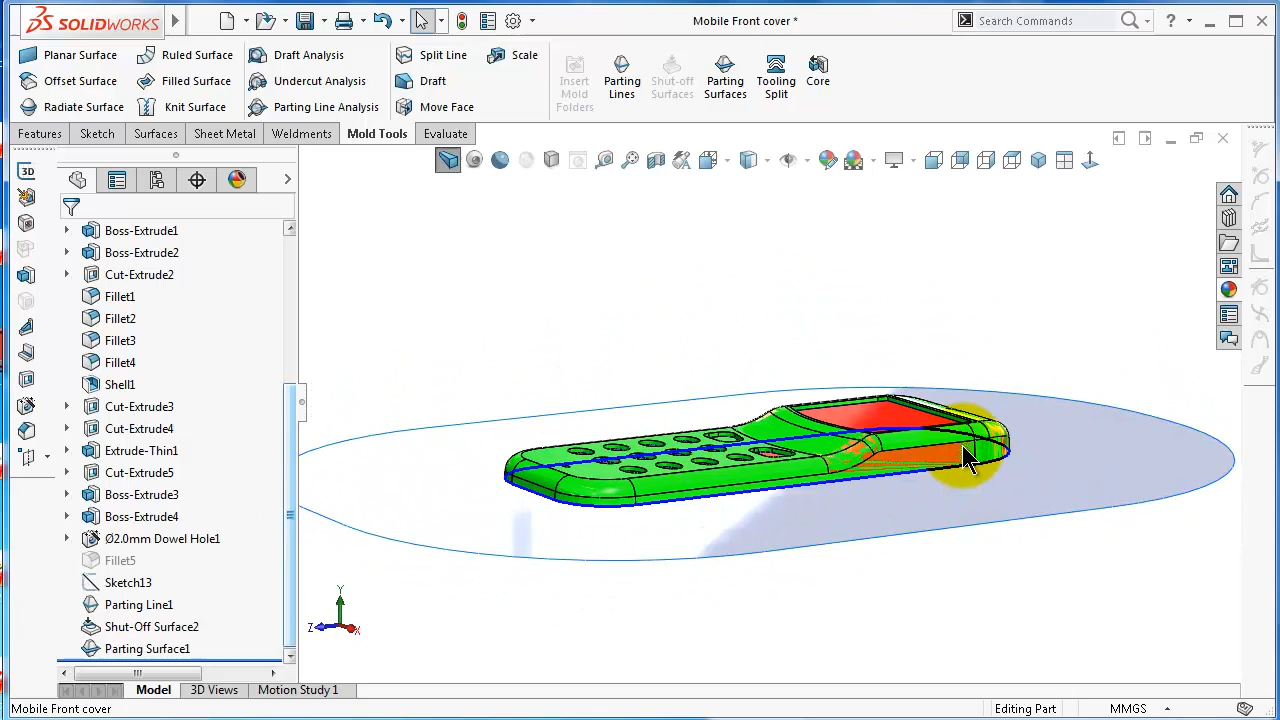 SOLIDWORKS
Mobile Front cover *
Search Commands
?
Planar Surface
Ruled Surface
Draft Analysis
Split Line
Scale
Offset Surface
Filled Surface
Undercut Analysis
Draft
Radiate Surface
Knit Surface
Parting Line Analysis
Move Face
Insert
Mold
Folders
Parting
Lines
Shut-off
Surfaces
Parting
Surfaces
Tooling
Split
Core
Features
Sketch
Surfaces
Sheet Metal
Weldments
Mold Tools
Evaluate
3D
Boss-Extrude1
Boss-Extrude2
Cut-Extrude2
Fillet1
Fillet2
Fillet3
Fillet4
Shell1
Cut-Extrude3
Cut-Extrude4
Extrude-Thin1
Cut-Extrude5
Boss-Extrude3
Boss-Extrude4
Ø2.0mm Dowel Hole1
Fillet5
Sketch13
Parting Line1
Shut-Off Surface2
Parting Surface1
Y
Z
X
Model
3D Views
Motion Study 1
Mobile Front cover
Editing Part
MMGS